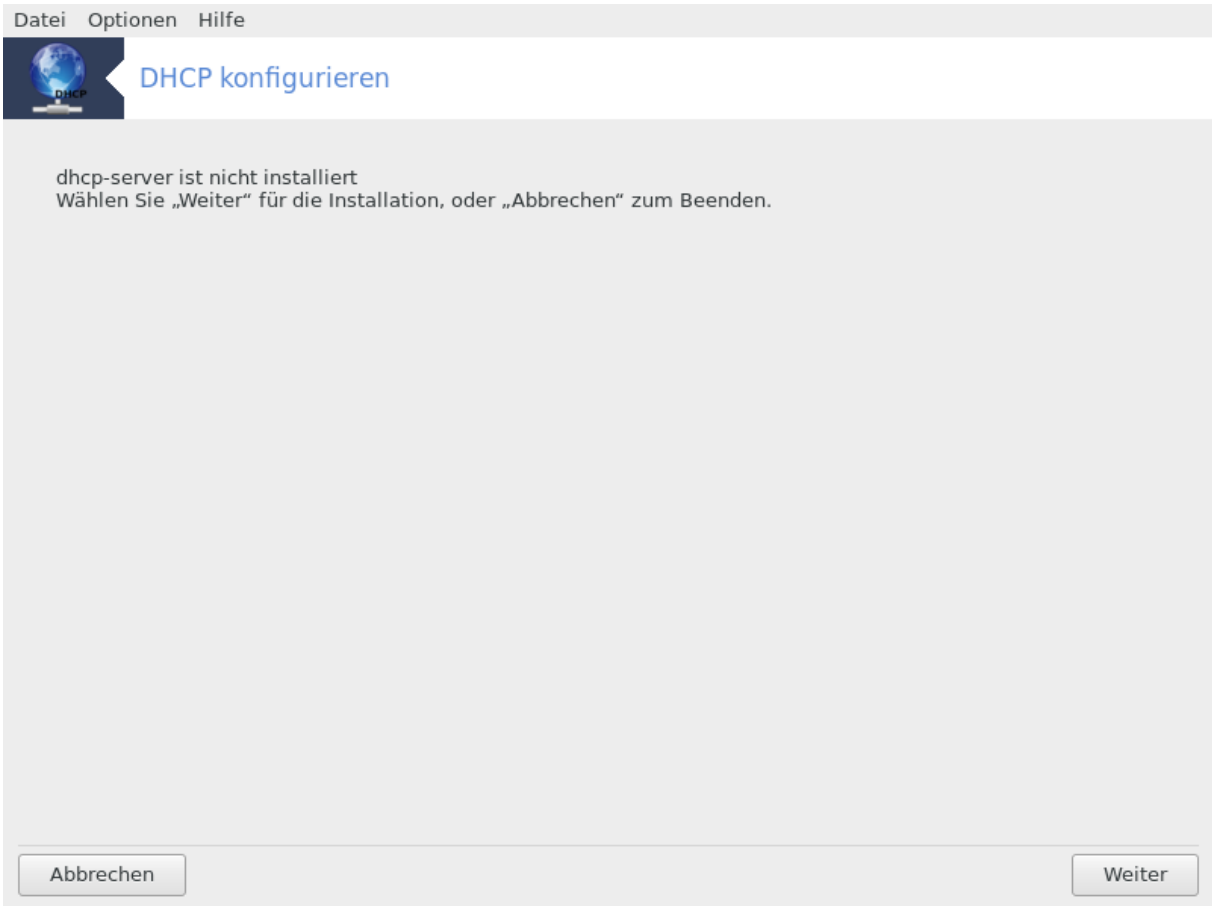 Datei Optionen Hilfe
DHCP
DHCP konfigurieren
dhcp-server ist nicht installiert
Wählen Sie „Weiter“ für die Installation, oder „Abbrechen“ zum Beenden.
Abbrechen Weiter